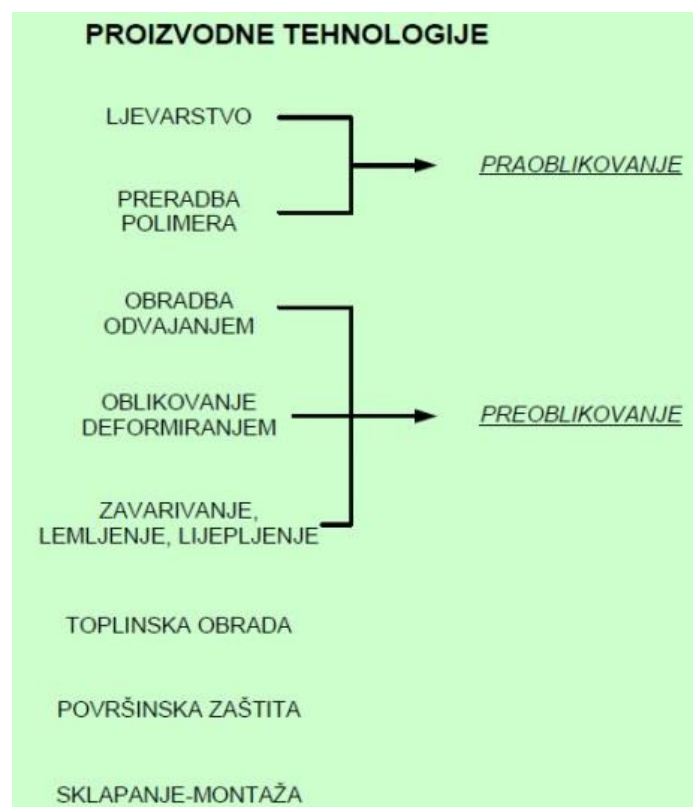 PROIZVODNE TEHNOLOGIJE
LJEVARSTVO
PRAOBLIKOVANJE
PRERADBA
POLIMERA
OBRADBA
ODVAJANJEM
OBLIKOVANJE
DEFORMIRANJEM
PREOBLIKOVANJE
ZAVARIVANJE,
LEMLJENJE, LIJEPLJENJE
TOPLINSKA OBRADA
POVRŠINSKA ZAŠTITA
SKLAPANJE-MONTAŽA